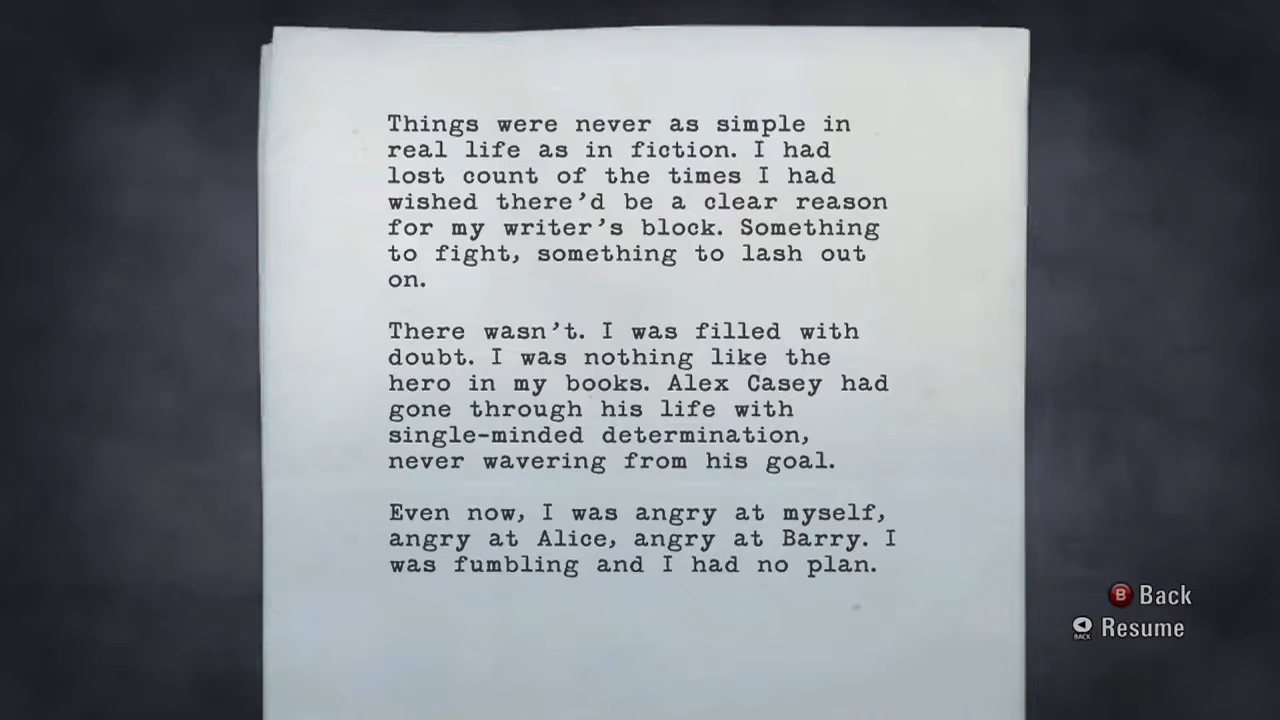 Things were never as simple in
real life as in fiction. I had
lost count of the times I had
wished there'd be a clear reason
for my writer's block. Something
to fight, something to lash out
on.
There wasn't. I was filled with
doubt. I was nothing like the
hero in my books. Alex Casey had
gone through his life with
single-minded determination,
never wavering from his goal.
Even now, I was angry at myself,
angry at Alice, angry at Barry. I
was fumbling and I had no plan.
B Back
BACK Resume